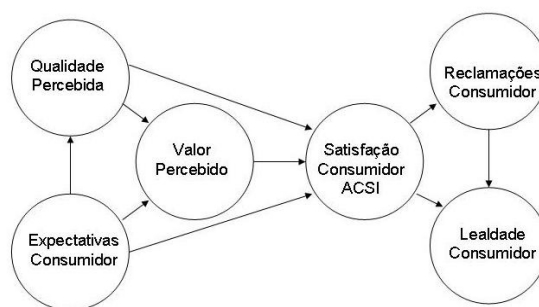 Qualidade
Percebida
Reclamações
Consumidor
Valor
Percebido
Satisfação
Consumidor
ACSI
Expectativas
Consumidor
Lealdade
Consumidor